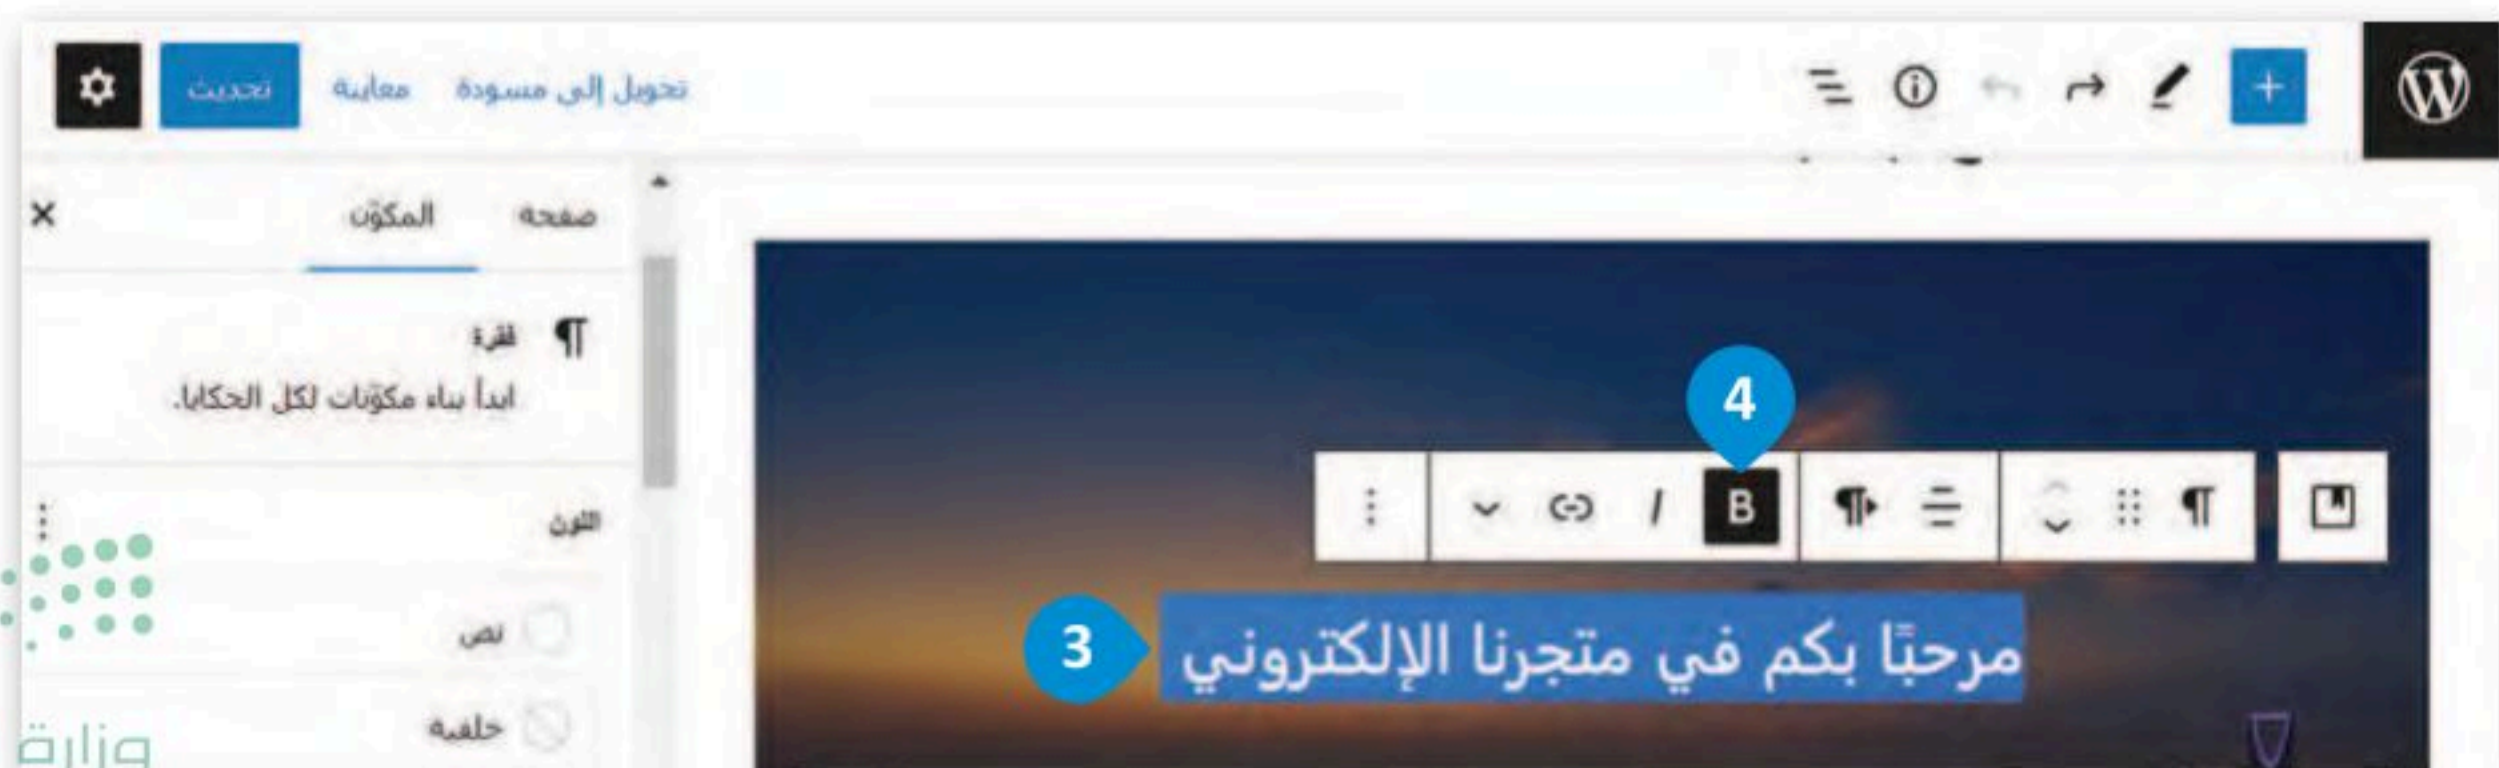 تحويل إلى مسودة
معاينة
تحديث
صفحة
المكوّن
فقرة
ابدأ بناء مكوّنات لكل الحكايا.
4
B I
3 مرحبًا بكم في متجرنا الإلكتروني
اللون
نص
خلفية
وزارة